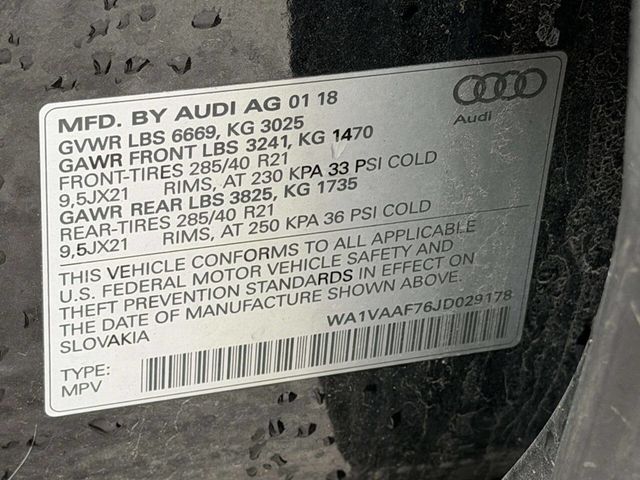 MFD. BY AUDI AG 01 18
GVWR LBS 6669, KG 3025
GAWR FRONT LBS 3241, KG 1470
FRONT-TIRES 285/40 R21
9,5JX21 RIMS, AT 230 KPA 33 PSI COLD
GAWR REAR LBS 3825, KG 1735
REAR-TIRES 285/40 R21
9,5JX21 RIMS, AT 250 KPA 36 PSI COLD
Audi
THIS VEHICLE CONFORMS TO ALL APPLICABLE
U.S. FEDERAL MOTOR VEHICLE SAFETY AND
THEFT PREVENTION STANDARDS IN EFFECT ON
THE DATE OF MANUFACTURE SHOWN ABOVE.
SLOVAKIA
WA1VAAF76JD029178
TYPE:
MPV